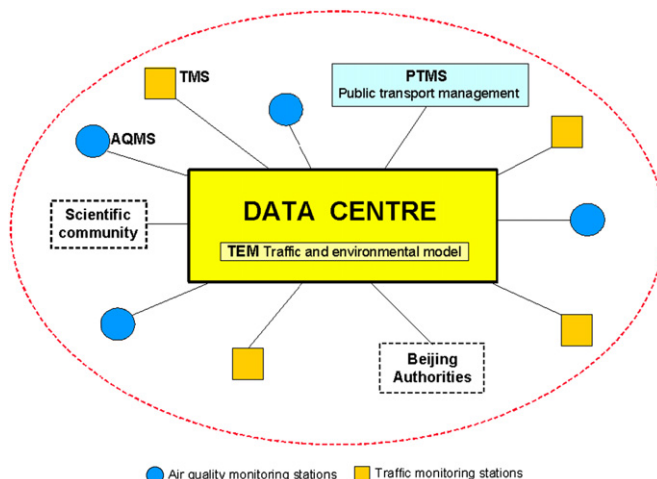 TMS
PTMS
Public transport management
AQMS
DATA CENTRE
TEM Traffic and environmental model
Scientific
community
Beijing
Authorities
Air quality monitoring stations
Traffic monitoring stations